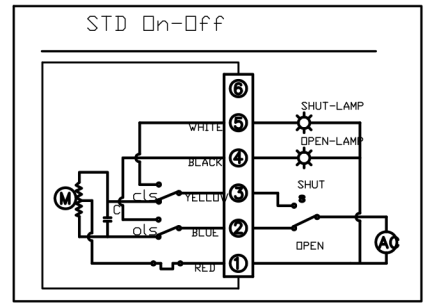 STD On-Off
6
SHUT-LAMP
5
WHITE
OPEN-LAMP
4
BLACK
SHUT
cls
YELLOW
3
M
C
ols
BLUE
2
OPEN
AC
RED
1